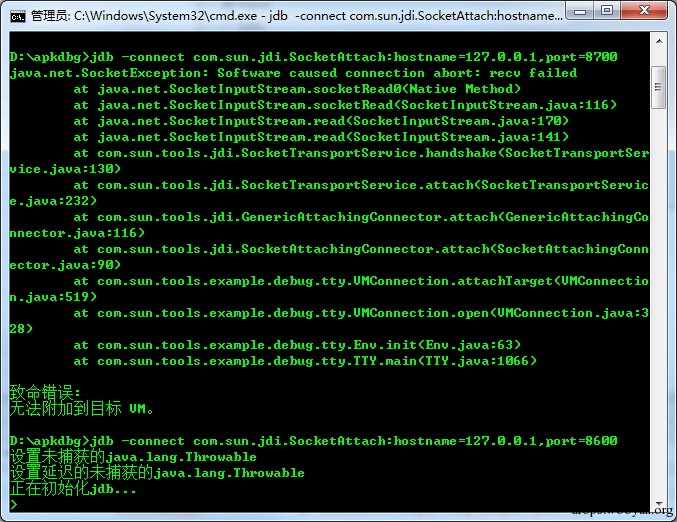 管理员: C:\Windows\System32\cmd.exe - jdb -connect com.sun.jdi.SocketAttach:hostname...
D:\apkdbg>jdb -connect com.sun.jdi.SocketAttach:hostname=127.0.0.1,port=8700
java.net.SocketException: Software caused connection abort: recv failed
at java.net.SocketInputStream.socketRead0(Native Method)
at java.net.SocketInputStream.socketRead(SocketInputStream.java:116)
at java.net.SocketInputStream.read(SocketInputStream.java:170)
at java.net.SocketInputStream.read(SocketInputStream.java:141)
at com.sun.tools.jdi.SocketTransportService.handshake(SocketTransportSer
vice.java:130)
at com.sun.tools.jdi.SocketTransportService.attach(SocketTransportServic
e.java:232)
at com.sun.tools.jdi.GenericAttachingConnector.attach(GenericAttachingCo
nnector.java:116)
at com.sun.tools.jdi.SocketAttachingConnector.attach(SocketAttachingConn
ector.java:90)
at com.sun.tools.example.debug.tty.VMConnection.attachTarget(VMConnectio
n.java:519)
at com.sun.tools.example.debug.tty.VMConnection.open(VMConnection.java:3
28)
at com.sun.tools.example.debug.tty.Env.init(Env.java:63)
at com.sun.tools.example.debug.tty.TTY.main(TTY.java:1066)
致命错误:
无法附加到目标 VM。
D:\apkdbg>jdb -connect com.sun.jdi.SocketAttach:hostname=127.0.0.1,port=8600
设置未捕获的java.lang.Throwable
设置延迟的未捕获的java.lang.Throwable
正在初始化jdb...
>